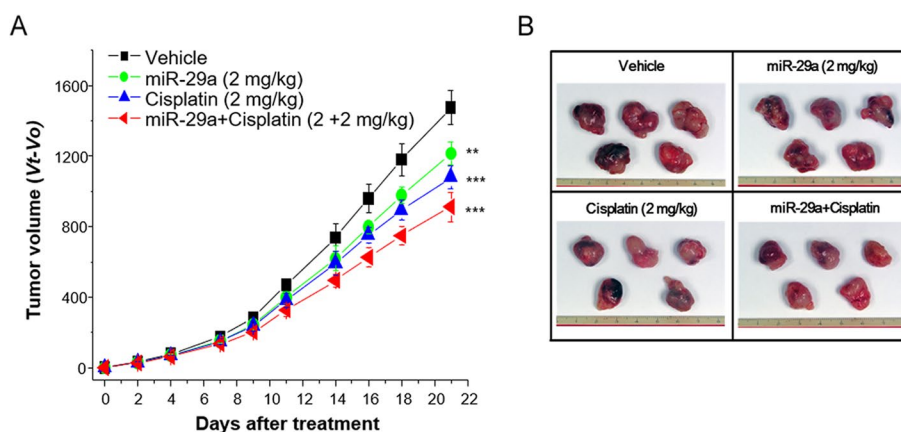 A
B
Vehicle
miR-29a (2 mg/kg)
Cisplatin (2 mg/kg)
miR-29a+Cisplatin (2 +2 mg/kg)
Tumor volume (Vt-Vo)
1600
1200
800
400
0
**
***
***
0 2 4 6 8 10 12 14 16 18 20 22
Days after treatment
Vehicle
miR-29a (2 mg/kg)
Cisplatin (2 mg/kg)
miR-29a+Cisplatin